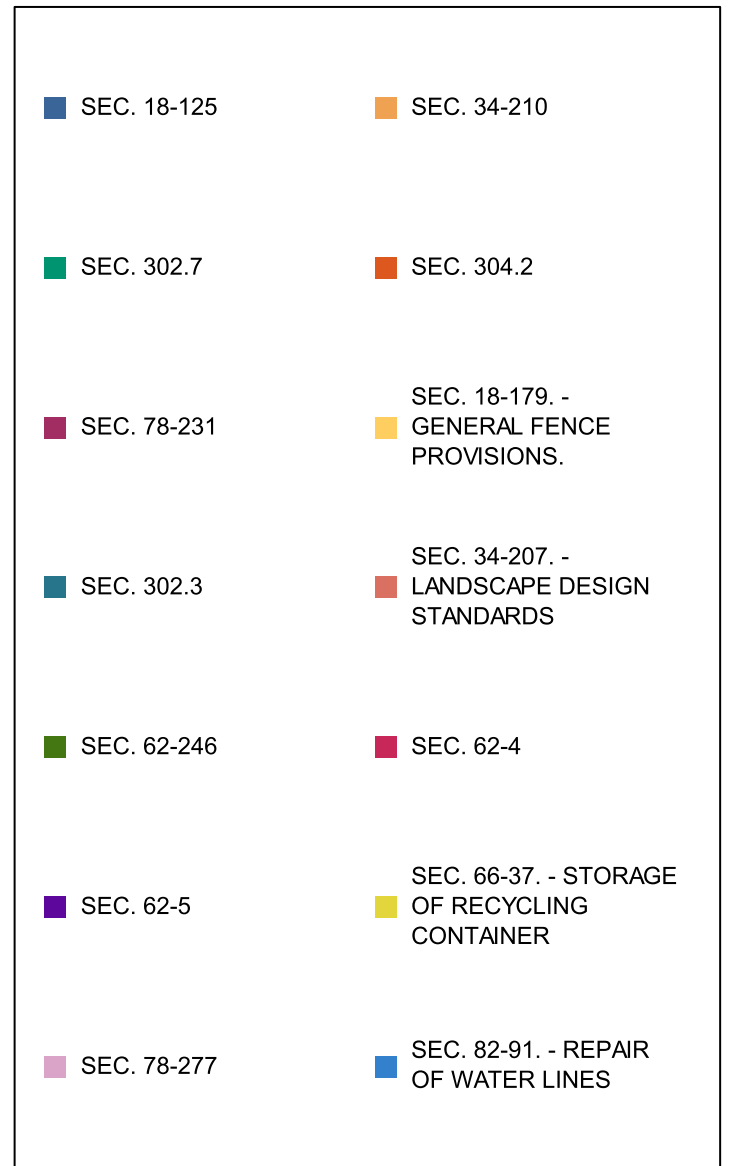 SEC. 18-125
SEC. 34-210
SEC. 302.7
SEC. 304.2
SEC. 78-231
SEC. 18-179. -
GENERAL FENCE
PROVISIONS.
SEC. 302.3
SEC. 34-207. -
LANDSCAPE DESIGN
STANDARDS
SEC. 62-246
SEC. 62-4
SEC. 62-5
SEC. 66-37. - STORAGE
OF RECYCLING
CONTAINER
SEC. 78-277
SEC. 82-91. - REPAIR
OF WATER LINES